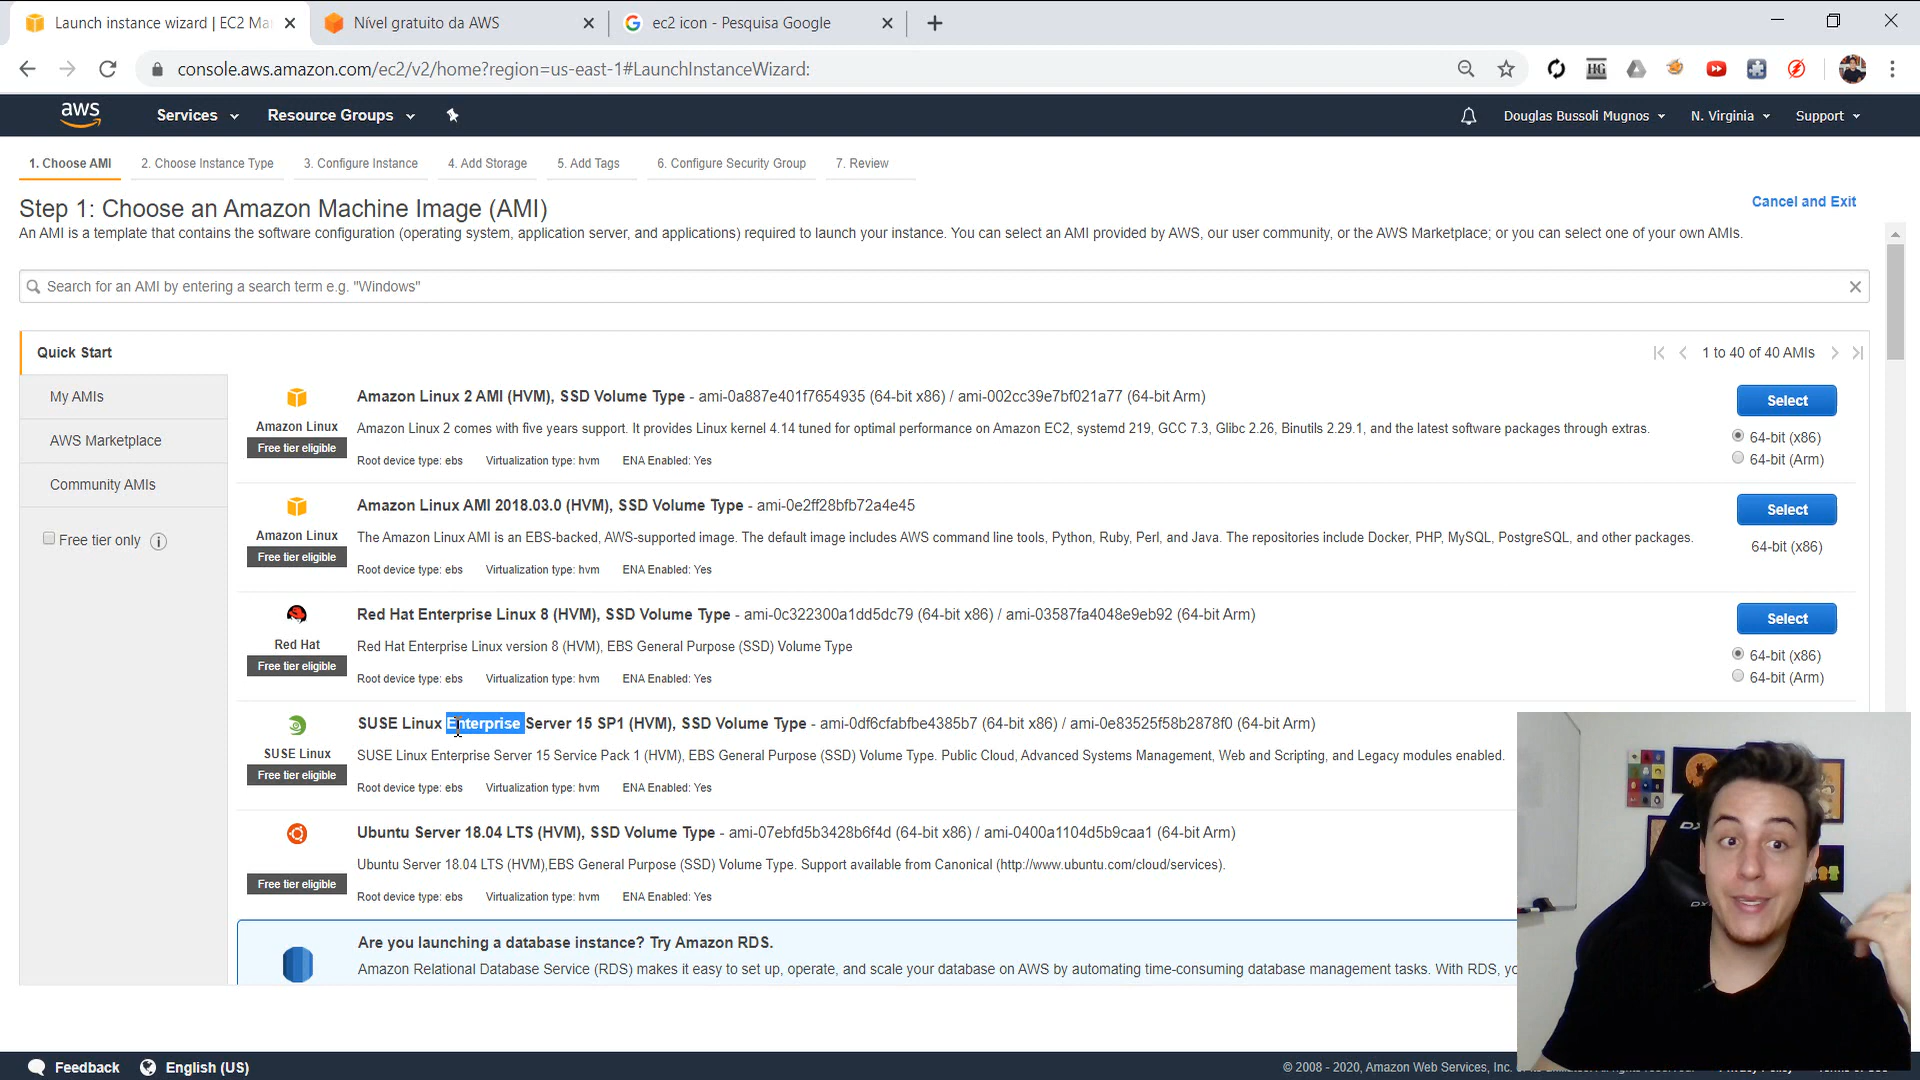 Launch instance wizard | EC2 Ma
Nível gratuito da AWS
ec2 icon - Pesquisa Google
console.aws.amazon.com/ec2/v2/home?region=us-east-1#LaunchInstanceWizard:
HG
aws
Services
Resource Groups
Douglas Bussoli Mugnos
N. Virginia
Support
1. Choose AMI
2. Choose Instance Type
3. Configure Instance
4. Add Storage
5. Add Tags
6. Configure Security Group
7. Review
Step 1: Choose an Amazon Machine Image (AMI)
Cancel and Exit
An AMI is a template that contains the software configuration (operating system, application server, and applications) required to launch your instance. You can select an AMI provided by AWS, our user community, or the AWS Marketplace; or you can select one of your own AMIs.
Search for an AMI by entering a search term e.g. "Windows"
Quick Start
1 to 40 of 40 AMIs
My AMIs
AWS Marketplace
Community AMIs
Free tier only
Amazon Linux
Free tier eligible
Amazon Linux 2 AMI (HVM), SSD Volume Type - ami-0a887e401f7654935 (64-bit x86) / ami-002cc39e7bf021a77 (64-bit Arm)
Amazon Linux 2 comes with five years support. It provides Linux kernel 4.14 tuned for optimal performance on Amazon EC2, systemd 219, GCC 7.3, Glibc 2.26, Binutils 2.29.1, and the latest software packages through extras.
Root device type: ebs Virtualization type: hvm ENA Enabled: Yes
Select
64-bit (x86)
64-bit (Arm)
Amazon Linux
Free tier eligible
Amazon Linux AMI 2018.03.0 (HVM), SSD Volume Type - ami-0e2ff28bfb72a4e45
The Amazon Linux AMI is an EBS-backed, AWS-supported image. The default image includes AWS command line tools, Python, Ruby, Perl, and Java. The repositories include Docker, PHP, MySQL, PostgreSQL, and other packages.
Root device type: ebs Virtualization type: hvm ENA Enabled: Yes
Select
64-bit (x86)
Red Hat
Free tier eligible
Red Hat Enterprise Linux 8 (HVM), SSD Volume Type - ami-0c322300a1dd5dc79 (64-bit x86) / ami-03587fa4048e9eb92 (64-bit Arm)
Red Hat Enterprise Linux version 8 (HVM), EBS General Purpose (SSD) Volume Type
Root device type: ebs Virtualization type: hvm ENA Enabled: Yes
Select
64-bit (x86)
64-bit (Arm)
SUSE Linux
Free tier eligible
SUSE Linux Enterprise Server 15 SP1 (HVM), SSD Volume Type - ami-0df6cfabfbe4385b7 (64-bit x86) / ami-0e83525f58b2878f0 (64-bit Arm)
SUSE Linux Enterprise Server 15 Service Pack 1 (HVM), EBS General Purpose (SSD) Volume Type. Public Cloud, Advanced Systems Management, Web and Scripting, and Legacy modules enabled.
Root device type: ebs Virtualization type: hvm ENA Enabled: Yes
Free tier eligible
Ubuntu Server 18.04 LTS (HVM), SSD Volume Type - ami-07ebfd5b3428b6f4d (64-bit x86) / ami-0400a1104d5b9caa1 (64-bit Arm)
Ubuntu Server 18.04 LTS (HVM),EBS General Purpose (SSD) Volume Type. Support available from Canonical (http://www.ubuntu.com/cloud/services).
Root device type: ebs Virtualization type: hvm ENA Enabled: Yes
Are you launching a database instance? Try Amazon RDS.
Amazon Relational Database Service (RDS) makes it easy to set up, operate, and scale your database on AWS by automating time-consuming database management tasks. With RDS, yo
Feedback
English (US)
© 2008 - 2020, Amazon Web Services, Inc.